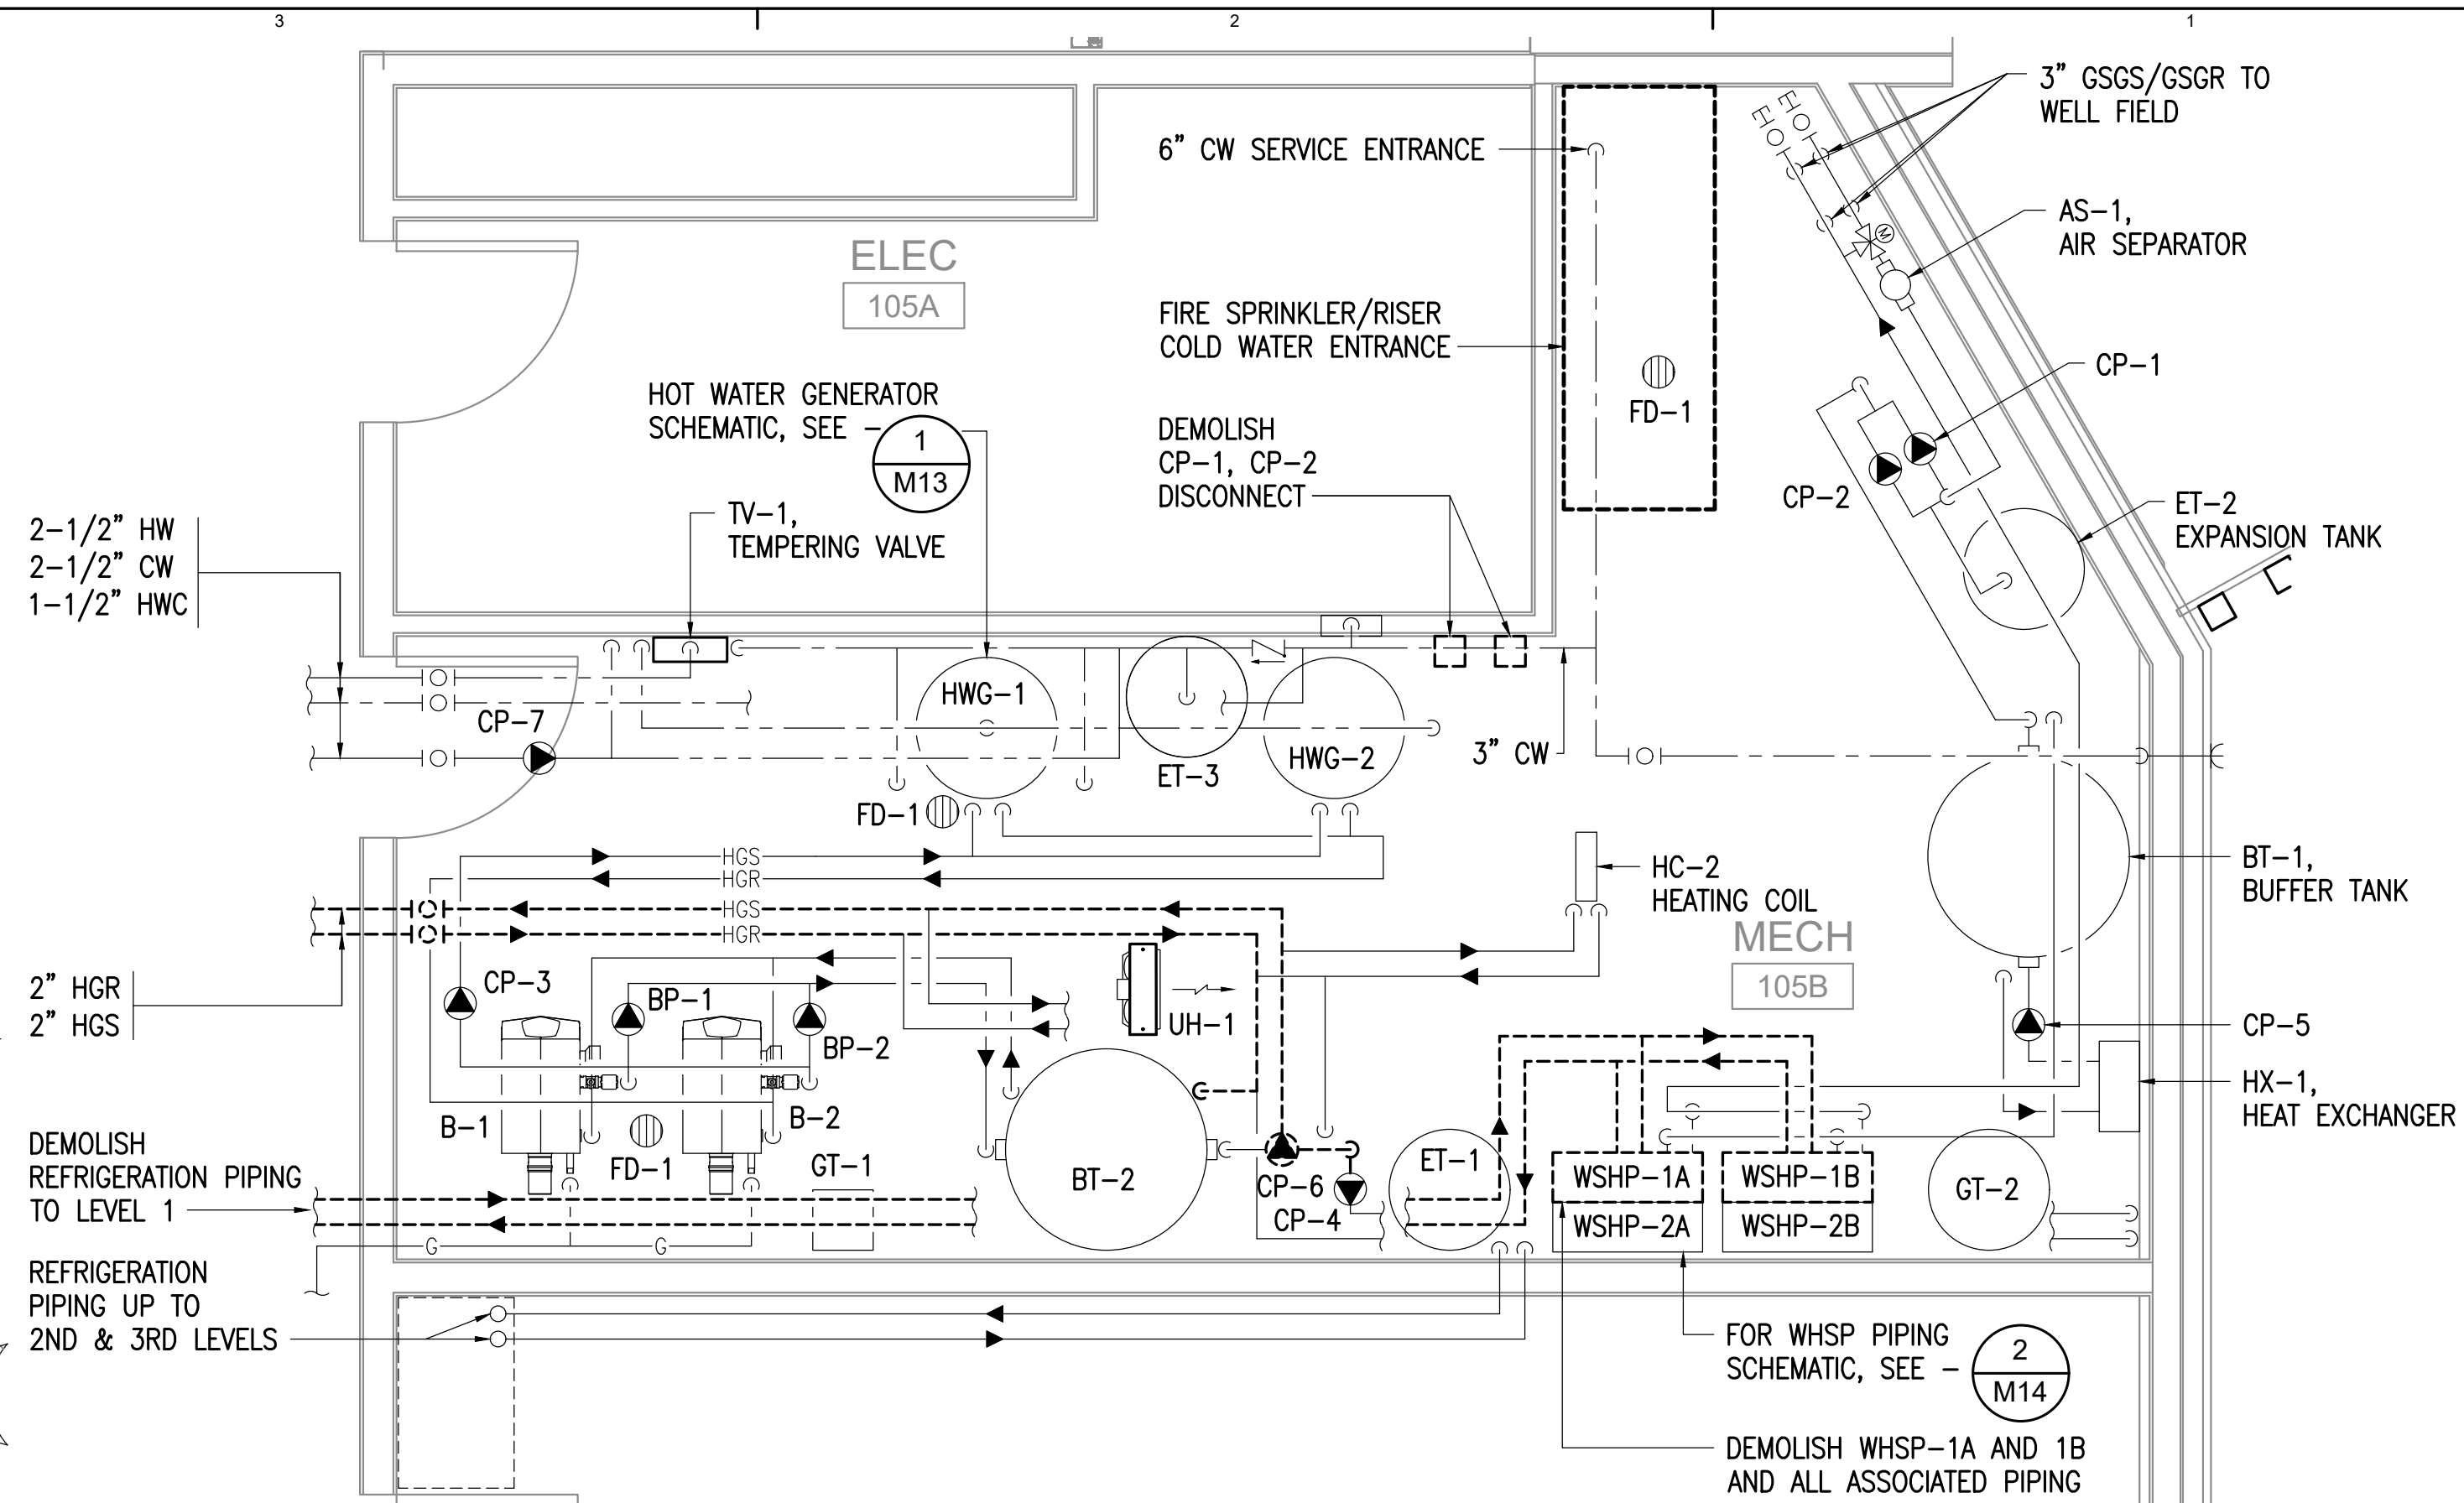 3
2
1
3” GSGS/GSGR TO
WELL FIELD
6” CW SERVICE ENTRANCE
AS-1,
AIR SEPARATOR
M
ELEC
105A
FIRE SPRINKLER/RISER
COLD WATER ENTRANCE
CP-1
FD-1
HOT WATER GENERATOR
SCHEMATIC, SEE -
1
M13
DEMOLISH
CP-1, CP-2
DISCONNECT
CP-2
ET-2
EXPANSION TANK
TV-1,
TEMPERING VALVE
2-1/2” HW
2-1/2” CW
1-1/2” HWC
CP-7
HWG-1
ET-3
HWG-2
3” CW
FD-1
HGS
HGR
HGS
HGR
HC-2
HEATING COIL
BT-1,
BUFFER TANK
MECH
105B
2” HGR
2” HGS
CP-3
BP-1
BP-2
UH-1
CP-5
HX-1,
HEAT EXCHANGER
B-1
B-2
FD-1
GT-1
BT-2
CP-6
CP-4
ET-1
WSHP-1A
WSHP-1B
WSHP-2A
WSHP-2B
GT-2
DEMOLISH
REFRIGERATION PIPING
TO LEVEL 1
G
G
REFRIGERATION
PIPING UP TO
2ND & 3RD LEVELS
FOR WHSP PIPING
SCHEMATIC, SEE -
2
M14
DEMOLISH WHSP-1A AND 1B
AND ALL ASSOCIATED PIPING